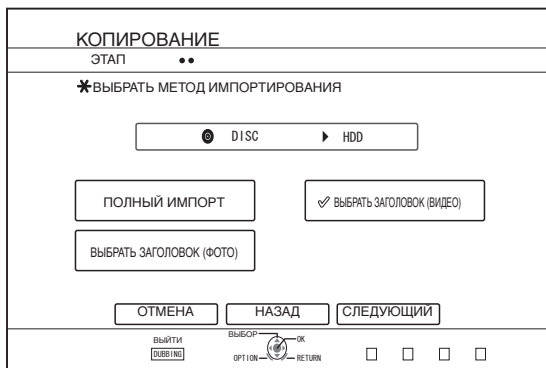 КОПИРОВАНИЕ
ЭТАП ●●
✱ВЫБРАТЬ МЕТОД ИМПОРТИРОВАНИЯ
DISC ▶ HDD
ПОЛНЫЙ ИМПОРТ
✓ ВЫБРАТЬ ЗАГОЛОВОК (ВИДЕО)
ВЫБРАТЬ ЗАГОЛОВОК (ФОТО)
ОТМЕНА НАЗАД СЛЕДУЮЩИЙ
ВЫЙТИ
DUBBING
ВЫБОР
OK
OPTION
RETURN